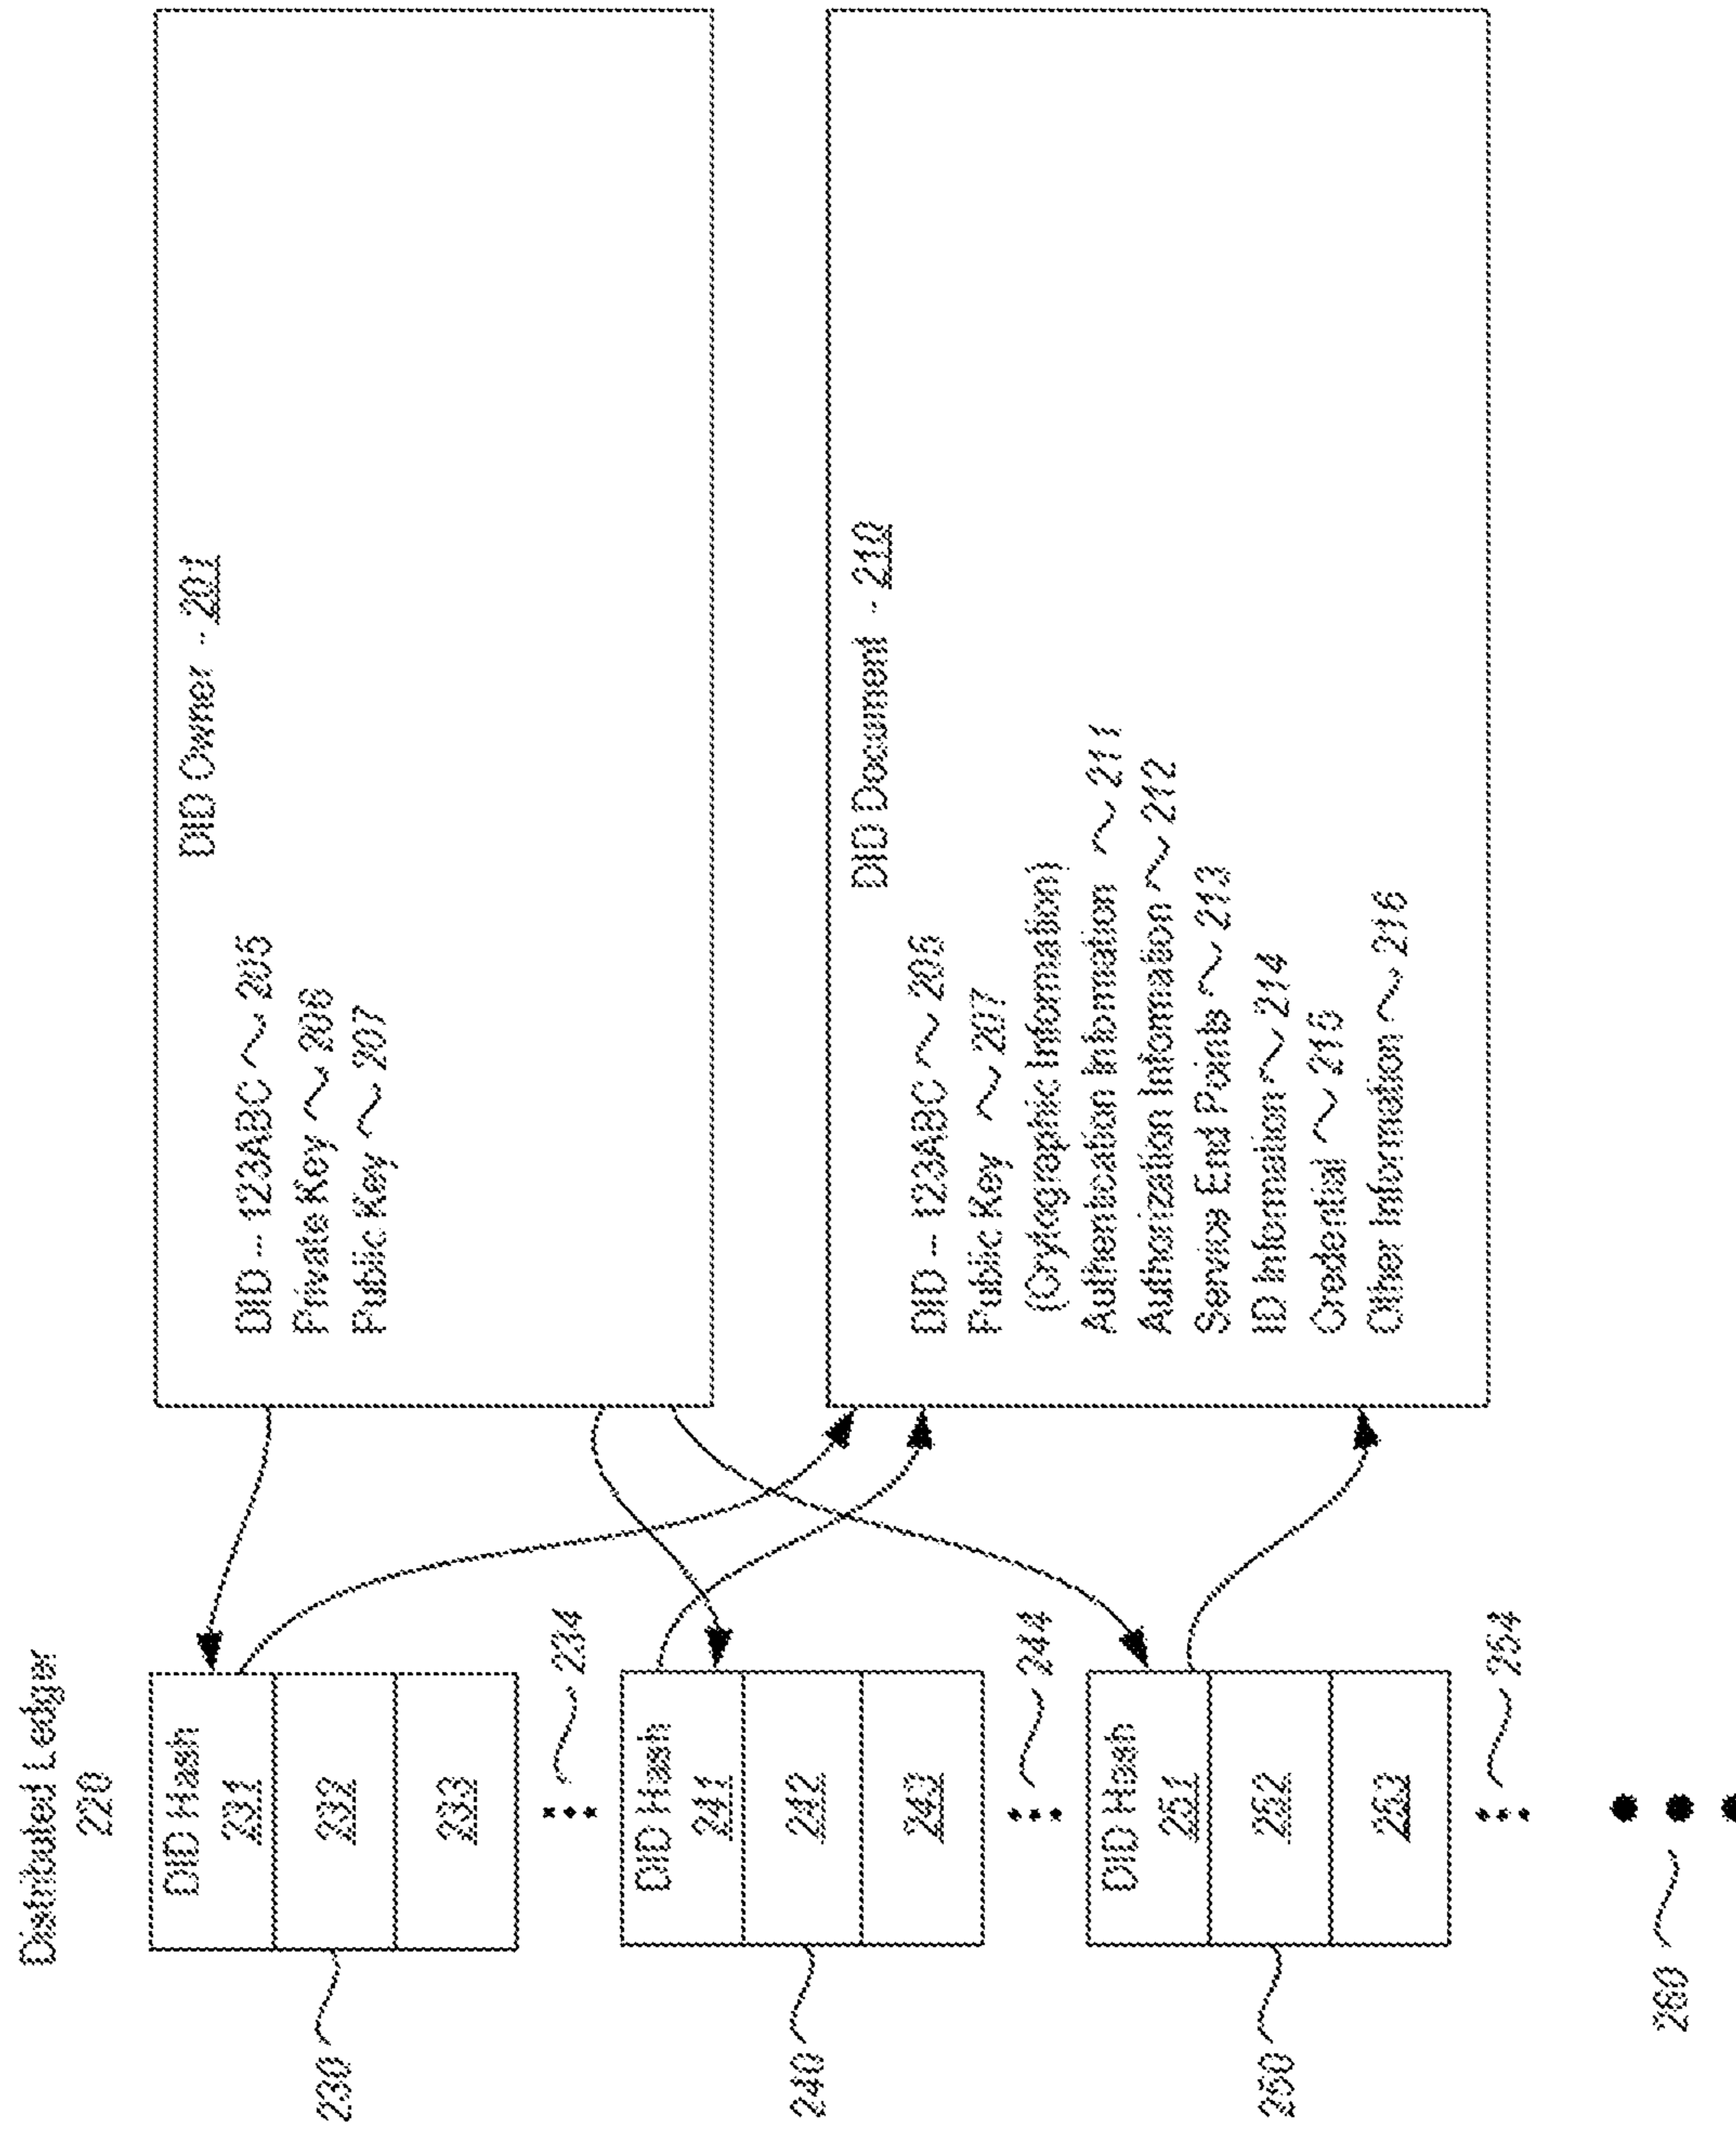 Distributed Ledger
220
DID Hash
231
232
233
234
230
DID Hash
241
242
243
244
240
DID Hash
251
252
253
254
250
260
DID Owner -- 201
DID -- 123ABC ~ 205
Private Key ~ 206
Public Key ~ 207
DID Document -- 210
DID -- 123ABC ~ 205
Public Key ~ 207
(Crytographic Information)
Authentication Information ~ 211
Authorization Information ~ 212
Service End Points ~ 213
ID Information ~ 214
Credential ~ 215
Other Information ~ 216